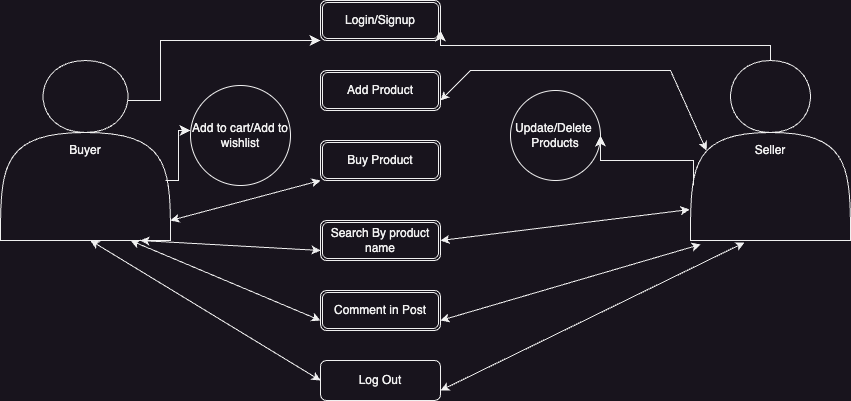 Login/Signup
Add Product
Add to cart/Add to
wishlist
Update/Delete
Products
Buyer
Buy Product
Seller
Search By product
name
Comment in Post
Log Out